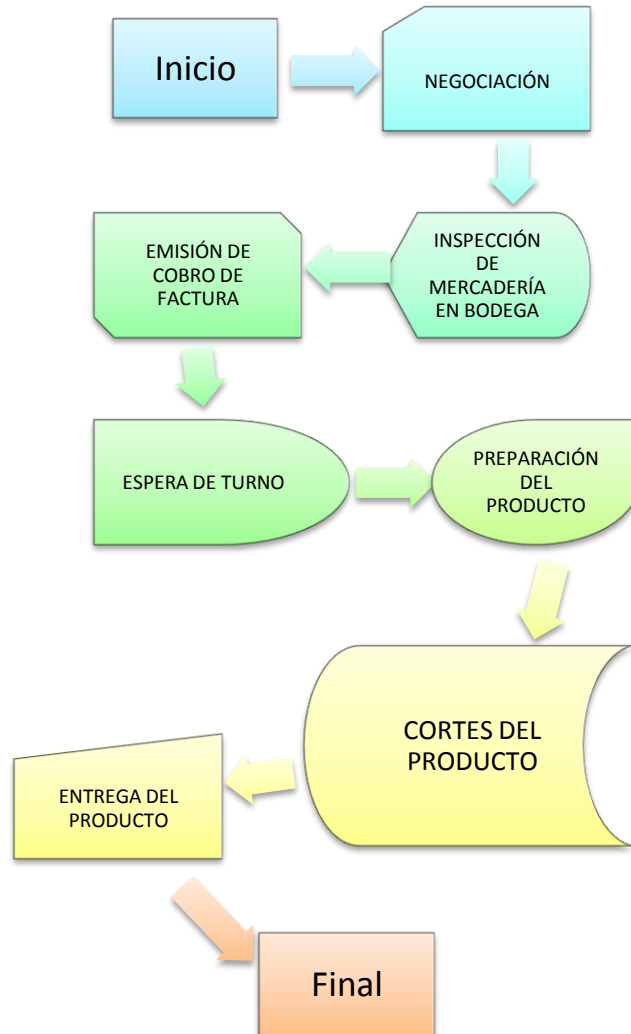 Inicio
NEGOCIACIÓN
INSPECCIÓN
DE
MERCADERÍA
EN BODEGA
EMISIÓN DE
COBRO DE
FACTURA
ESPERA DE TURNO
PREPARACIÓN
DEL
PRODUCTO
CORTES DEL
PRODUCTO
ENTREGA DEL
PRODUCTO
Final